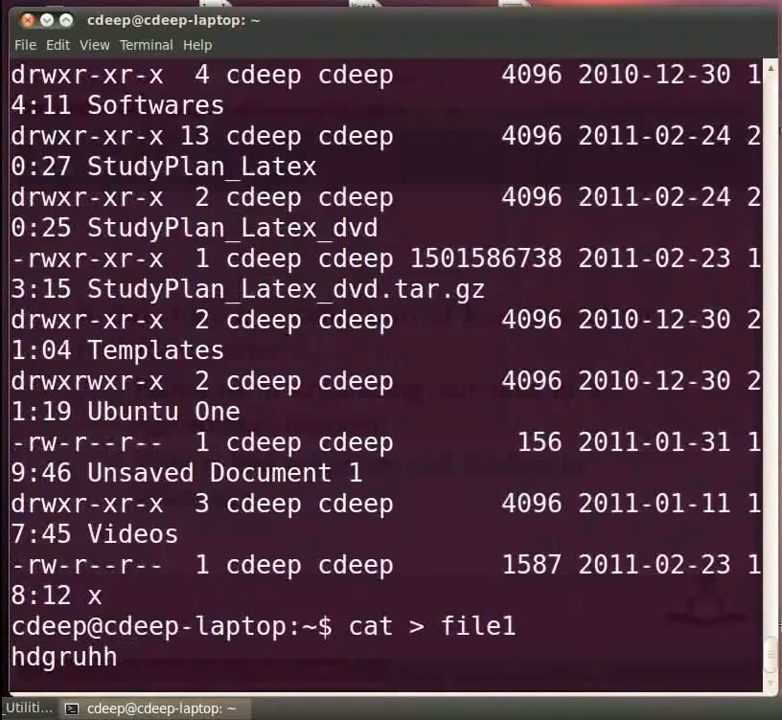 cdeep@cdeep-laptop: ~
File Edit View Terminal Help
drwxr-xr-x  4 cdeep cdeep       4096 2010-12-30 1
4:11 Softwares
drwxr-xr-x 13 cdeep cdeep       4096 2011-02-24 2
0:27 StudyPlan_Latex
drwxr-xr-x  2 cdeep cdeep       4096 2011-02-24 2
0:25 StudyPlan_Latex_dvd
-rwxr-xr-x  1 cdeep cdeep 1501586738 2011-02-23 1
3:15 StudyPlan_Latex_dvd.tar.gz
drwxr-xr-x  2 cdeep cdeep       4096 2010-12-30 2
1:04 Templates
drwxrwxr-x  2 cdeep cdeep       4096 2010-12-30 2
1:19 Ubuntu One
-rw-r--r--  1 cdeep cdeep        156 2011-01-31 1
9:46 Unsaved Document 1
drwxr-xr-x  3 cdeep cdeep       4096 2011-01-11 1
7:45 Videos
-rw-r--r--  1 cdeep cdeep       1587 2011-02-23 1
8:12 x
cdeep@cdeep-laptop:~$ cat > file1
hdgruhh
Utiliti... cdeep@cdeep-laptop: ~